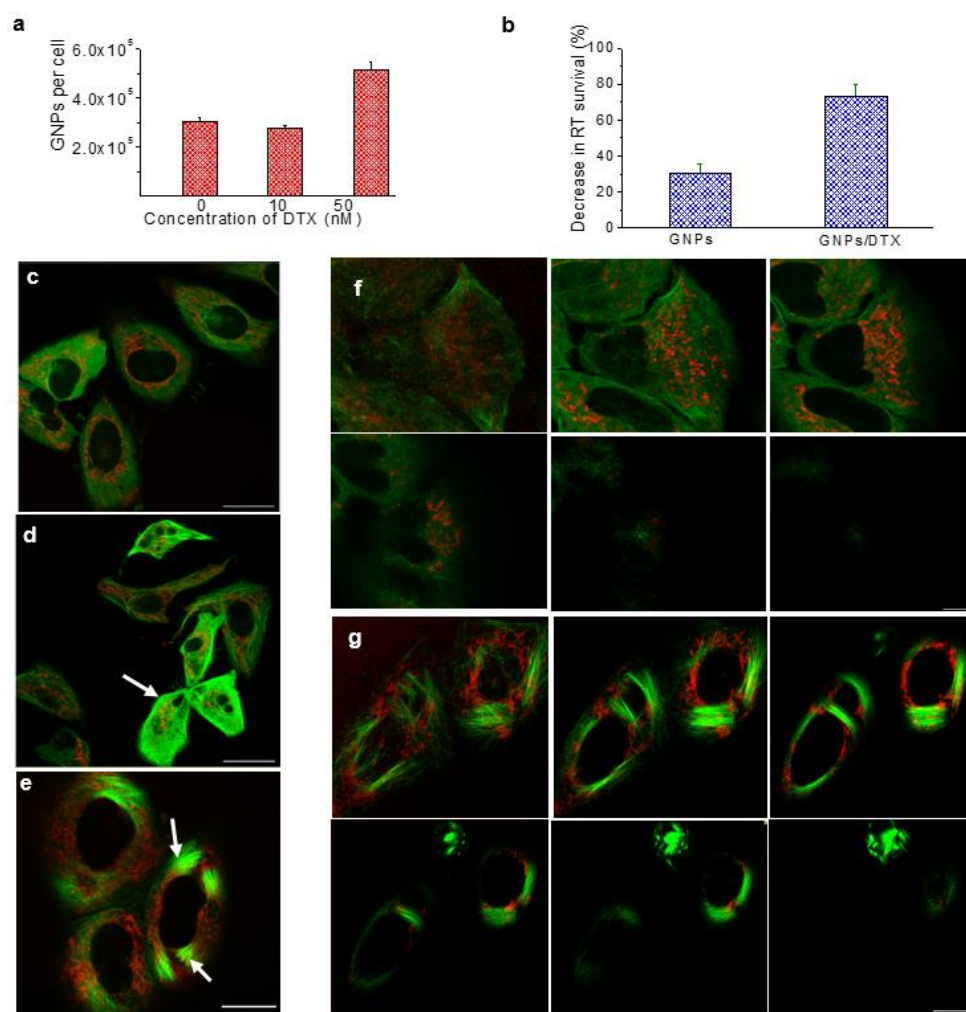 a
GNPs per cell
6.0x10⁵
4.0x10⁵
2.0x10⁵
0 10 50
Concentration of DTX (nM)
b
Decrease in RT survival (%)
100
80
60
40
20
0
GNPs GNPs/DTX
c
d
e
f
g